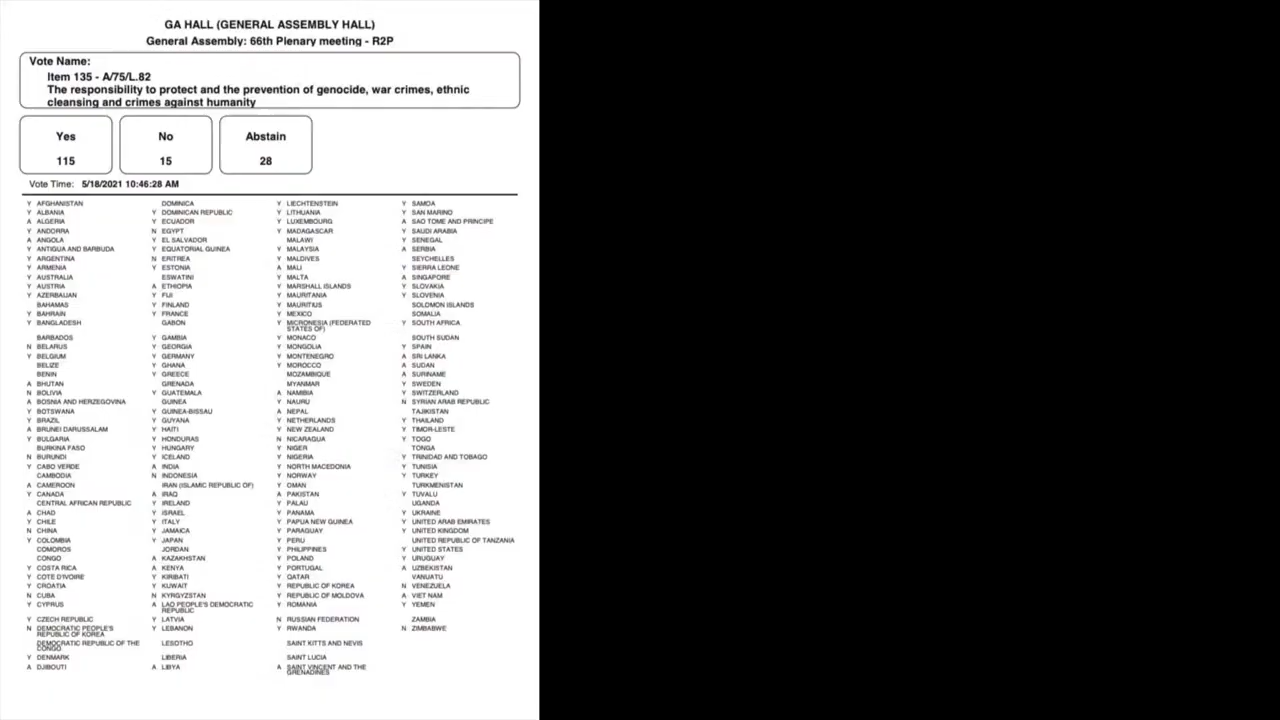 GA HALL (GENERAL ASSEMBLY HALL)
General Assembly: 66th Plenary meeting - R2P
Vote Name:
Item 135 - A/75/L.82
The responsibility to protect and the prevention of genocide, war crimes, ethnic
cleansing and crimes against humanity
Yes
115
No
15
Abstain
28
Vote Time: 5/18/2021 10:46:28 AM
Y AFGHANISTAN
Y ALBANIA
A ALGERIA
Y ANDORRA
A ANGOLA
Y ANTIGUA AND BARBUDA
Y ARGENTINA
Y ARMENIA
Y AUSTRALIA
Y AUSTRIA
Y AZERBAIJAN
BAHAMAS
Y BAHRAIN
Y BANGLADESH
BARBADOS
N BELARUS
Y BELGIUM
BELIZE
BENIN
A BHUTAN
N BOLIVIA
A BOSNIA AND HERZEGOVINA
Y BOTSWANA
Y BRAZIL
A BRUNEI DARUSSALAM
Y BULGARIA
BURKINA FASO
N BURUNDI
Y CABO VERDE
CAMBODIA
A CAMEROON
Y CANADA
CENTRAL AFRICAN REPUBLIC
A CHAD
Y CHILE
N CHINA
Y COLOMBIA
COMOROS
CONGO
Y COSTA RICA
Y COTE D'IVOIRE
Y CROATIA
N CUBA
Y CYPRUS
Y CZECH REPUBLIC
N DEMOCRATIC PEOPLE'S
REPUBLIC OF KOREA
DEMOCRATIC REPUBLIC OF THE
CONGO
Y DENMARK
A DJIBOUTI
DOMINICA
Y DOMINICAN REPUBLIC
Y ECUADOR
N EGYPT
Y EL SALVADOR
Y EQUATORIAL GUINEA
N ERITREA
Y ESTONIA
ESWATINI
A ETHIOPIA
Y FIJI
Y FINLAND
Y FRANCE
GABON
Y GAMBIA
Y GEORGIA
Y GERMANY
Y GHANA
Y GREECE
GRENADA
Y GUATEMALA
GUINEA
Y GUINEA-BISSAU
Y GUYANA
Y HAITI
Y HONDURAS
Y HUNGARY
Y ICELAND
A INDIA
N INDONESIA
IRAN (ISLAMIC REPUBLIC OF)
A IRAQ
Y IRELAND
Y ISRAEL
Y ITALY
Y JAMAICA
Y JAPAN
JORDAN
A KAZAKHSTAN
A KENYA
Y KIRIBATI
Y KUWAIT
N KYRGYZSTAN
A LAO PEOPLE'S DEMOCRATIC
REPUBLIC
Y LATVIA
Y LEBANON
LESOTHO
LIBERIA
A LIBYA
Y LIECHTENSTEIN
Y LITHUANIA
Y LUXEMBOURG
Y MADAGASCAR
MALAWI
Y MALAYSIA
Y MALDIVES
A MALI
Y MALTA
Y MARSHALL ISLANDS
Y MAURITANIA
Y MAURITIUS
Y MEXICO
Y MICRONESIA (FEDERATED
STATES OF)
Y MONACO
Y MONGOLIA
Y MONTENEGRO
Y MOROCCO
MOZAMBIQUE
MYANMAR
A NAMIBIA
Y NAURU
A NEPAL
Y NETHERLANDS
Y NEW ZEALAND
N NICARAGUA
Y NIGER
Y NIGERIA
Y NORTH MACEDONIA
Y NORWAY
Y OMAN
A PAKISTAN
Y PALAU
Y PANAMA
Y PAPUA NEW GUINEA
Y PARAGUAY
Y PERU
Y PHILIPPINES
Y POLAND
Y PORTUGAL
Y QATAR
Y REPUBLIC OF KOREA
Y REPUBLIC OF MOLDOVA
Y ROMANIA
N RUSSIAN FEDERATION
Y RWANDA
SAINT KITTS AND NEVIS
SAINT LUCIA
A SAINT VINCENT AND THE
GRENADINES
Y SAMOA
Y SAN MARINO
A SAO TOME AND PRINCIPE
Y SAUDI ARABIA
Y SENEGAL
A SERBIA
SEYCHELLES
Y SIERRA LEONE
A SINGAPORE
Y SLOVAKIA
Y SLOVENIA
SOLOMON ISLANDS
SOMALIA
Y SOUTH AFRICA
SOUTH SUDAN
Y SPAIN
A SRI LANKA
A SUDAN
A SURINAME
Y SWEDEN
Y SWITZERLAND
N SYRIAN ARAB REPUBLIC
TAJIKISTAN
Y THAILAND
Y TIMOR-LESTE
Y TOGO
TONGA
Y TRINIDAD AND TOBAGO
Y TUNISIA
Y TURKEY
TURKMENISTAN
Y TUVALU
UGANDA
Y UKRAINE
Y UNITED ARAB EMIRATES
Y UNITED KINGDOM
UNITED REPUBLIC OF TANZANIA
Y UNITED STATES
Y URUGUAY
A UZBEKISTAN
VANUATU
N VENEZUELA
A VIET NAM
Y YEMEN
ZAMBIA
N ZIMBABWE